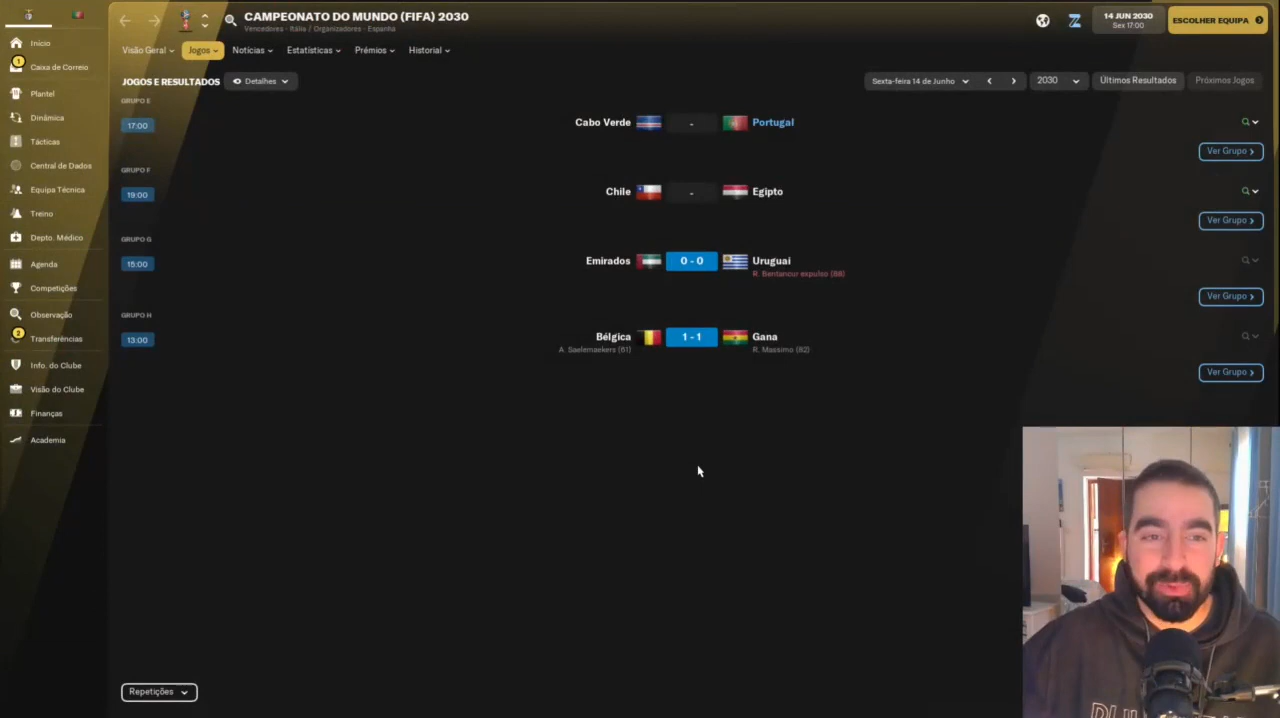 CAMPEONATO DO MUNDO (FIFA) 2030
Vencedores - Itália / Organizadores - Espanha
14 JUN 2030
Sex 17:00
ESCOLHER EQUIPA
Visão Geral
Jogos
Notícias
Estatísticas
Prémios
Historial
JOGOS E RESULTADOS
Detalhes
Sexta-feira 14 de Junho
2030
Últimos Resultados
Próximos Jogos
Início
1
Caixa de Correio
Plantel
Dinâmica
Tácticas
Central de Dados
Equipa Técnica
Treino
Depto. Médico
Agenda
Competições
Observação
2
Transferências
Info. do Clube
Visão do Clube
Finanças
Academia
GRUPO E
17:00
Cabo Verde - Portugal
Ver Grupo
GRUPO F
19:00
Chile - Egipto
Ver Grupo
GRUPO G
15:00
Emirados 0 - 0 Uruguai
R. Bentancur expulso (88)
Ver Grupo
GRUPO H
13:00
Bélgica 1 - 1 Gana
A. Saelemaekers (61) R. Massimo (82)
Ver Grupo
Repetições